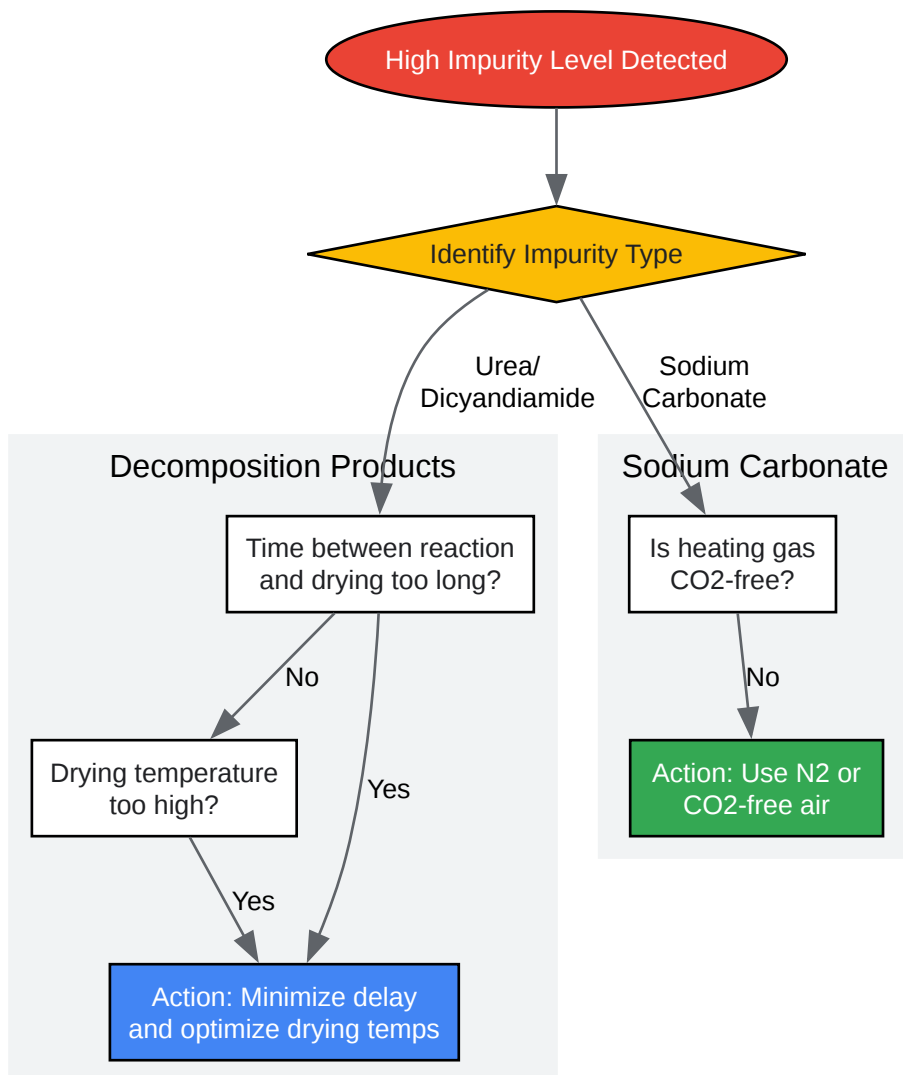 High Impurity Level Detected
Identify Impurity Type
Urea/
Dicyandiamide
Sodium
Carbonate
Decomposition Products
Sodium Carbonate
Time between reaction
and drying too long?
Is heating gas
CO2-free?
No
No
Drying temperature
too high?
Yes
Action: Use N2 or
CO2-free air
Yes
Action: Minimize delay
and optimize drying temps